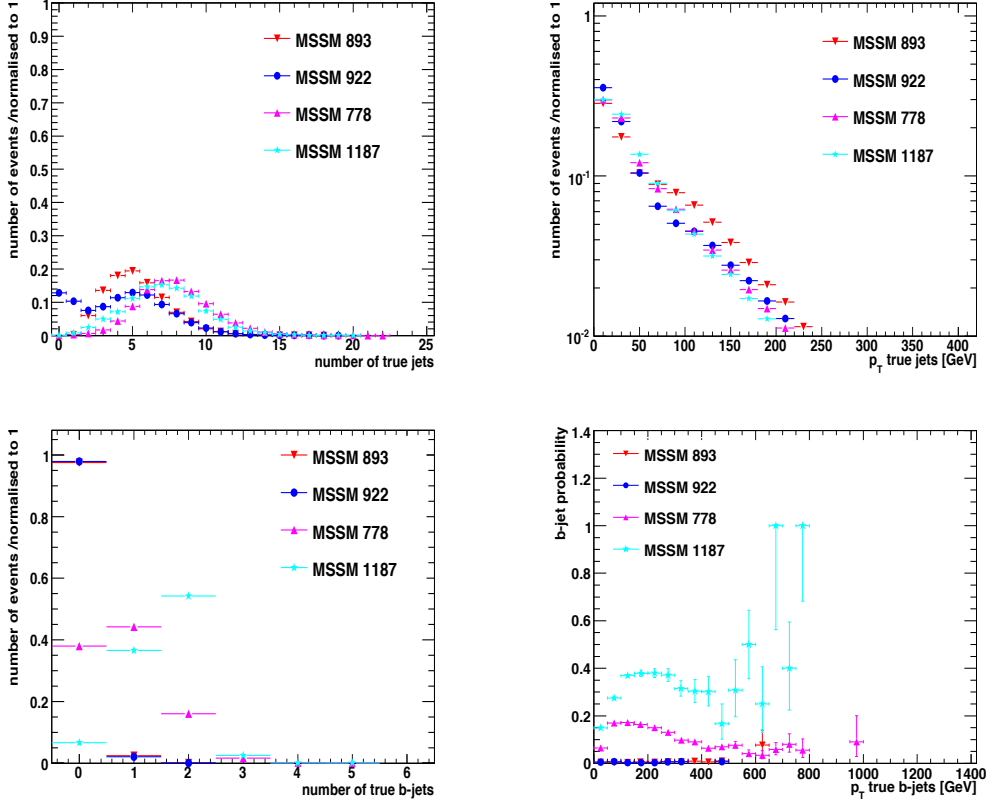 number of events /normalised to 1
1
0.9
0.8
0.7
0.6
0.5
0.4
0.3
0.2
0.1
0
MSSM 893
MSSM 922
MSSM 778
MSSM 1187
0 5 10 15 20 25
number of true jets
number of events /normalised to 1
1
10^-1
10^-2
MSSM 893
MSSM 922
MSSM 778
MSSM 1187
0 50 100 150 200 250 300 350 400
p_T true jets [GeV]
number of events /normalised to 1
1
0.8
0.6
0.4
0.2
0
MSSM 893
MSSM 922
MSSM 778
MSSM 1187
0 1 2 3 4 5 6
number of true b-jets
b-jet probability
1.4
1.2
1
0.8
0.6
0.4
0.2
0
MSSM 893
MSSM 922
MSSM 778
MSSM 1187
0 200 400 600 800 1000 1200 1400
p_T true b-jets [GeV]